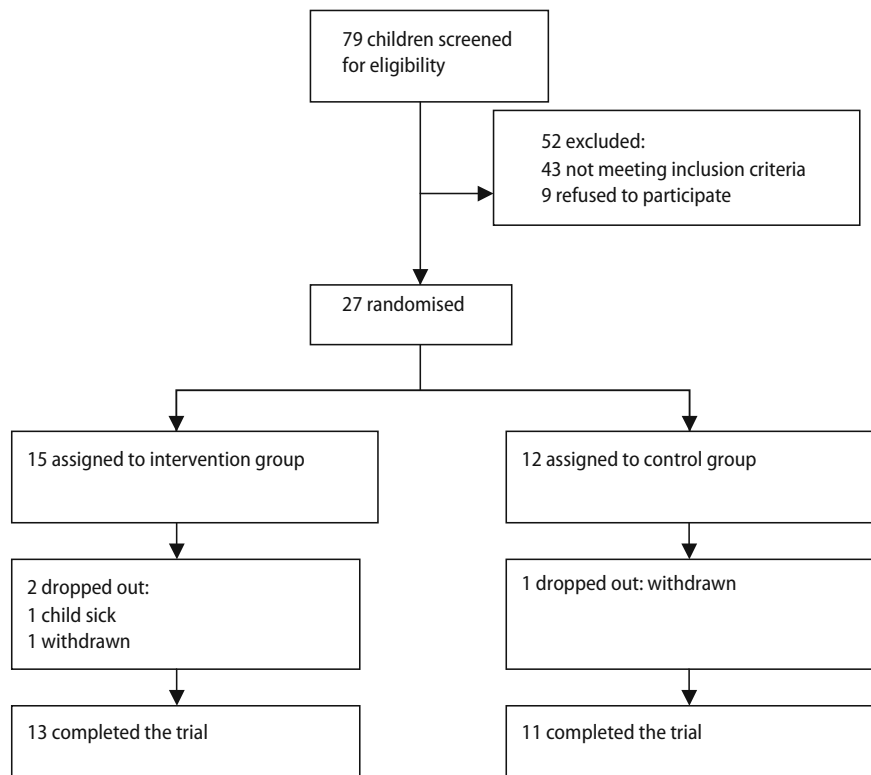 79 children screened
for eligibility
52 excluded:
43 not meeting inclusion criteria
9 refused to participate
27 randomised
15 assigned to intervention group
12 assigned to control group
2 dropped out:
1 child sick
1 withdrawn
1 dropped out: withdrawn
13 completed the trial
11 completed the trial